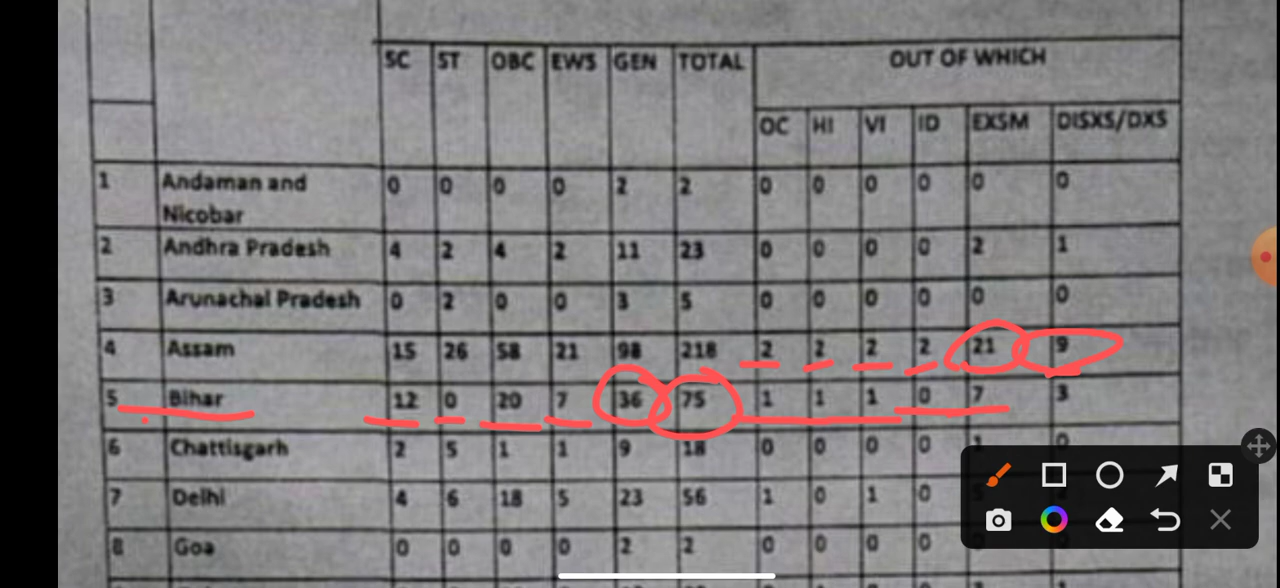 SC ST OBC EWS GEN TOTAL OUT OF WHICH
OC HI VI ID EXSM DISXS/DXS
1 Andaman and Nicobar 0 0 0 0 2 2 0 0 0 0 0 0
2 Andhra Pradesh 4 2 4 2 11 23 0 0 0 0 2 1
3 Arunachal Pradesh 0 2 0 0 3 5 0 0 0 0 0 0
4 Assam 15 26 58 21 98 218 2 2 2 2 21 9
5 Bihar 12 0 20 7 36 75 1 1 1 0 7 3
6 Chattisgarh 2 5 1 1 9 18 0 0 0 0 1 0
7 Delhi 4 6 18 5 23 56 1 0 1 0
8 Goa 0 0 0 0 2 2 0 0 0 0